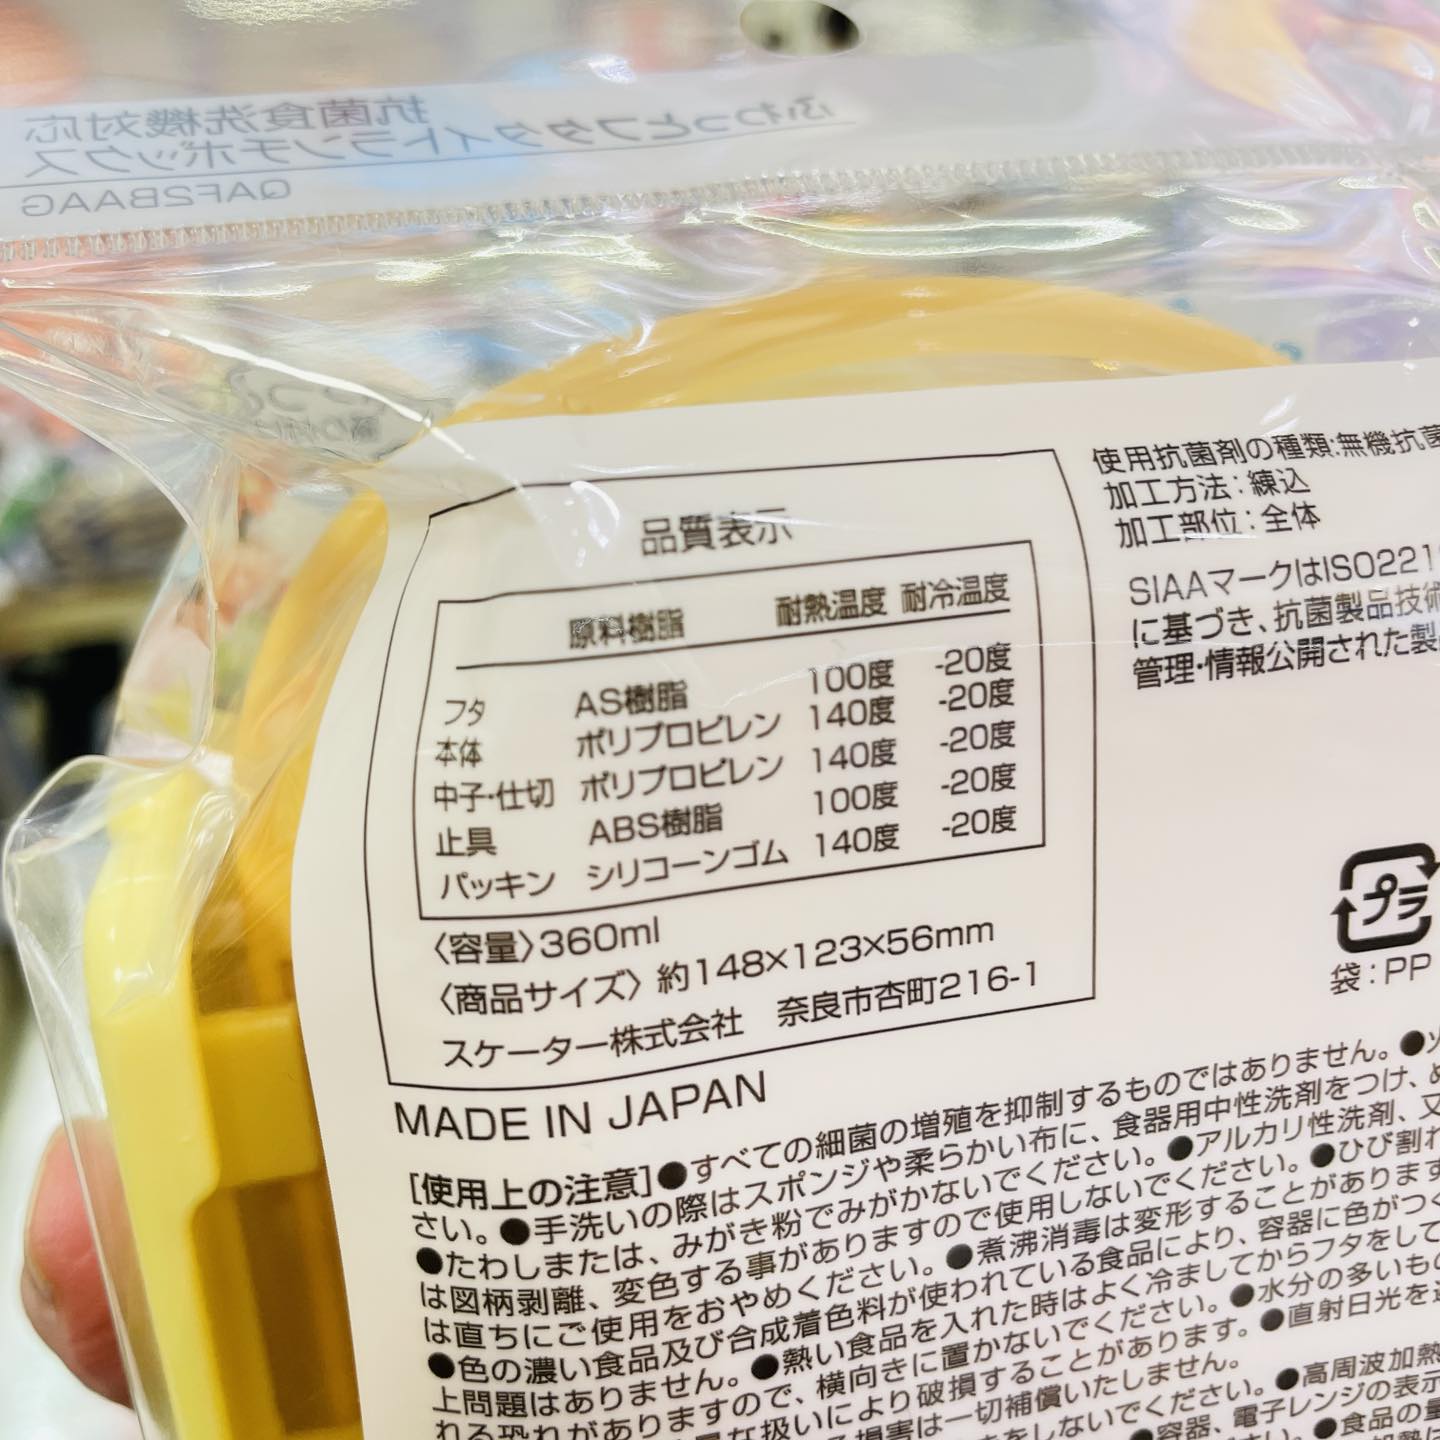 ふわっとフタタイトランチボックス
抗菌食洗機対応
QAF2BAAG
品質表示
原料樹脂 耐熱温度 耐冷温度
フタ AS樹脂 100度 -20度
本体 ポリプロピレン 140度 -20度
中子・仕切 ポリプロピレン 140度 -20度
止具 ABS樹脂 100度 -20度
パッキン シリコーンゴム 140度 -20度
〈容量〉360ml
〈商品サイズ〉約148×123×56mm
スケーター株式会社 奈良市杏町216-1
MADE IN JAPAN
使用抗菌剤の種類:無機抗菌
加工方法:練込
加工部位:全体
SIAAマークはISO221
に基づき、抗菌製品技術
管理・情報公開された製
プラ
袋:PP
[使用上の注意]●すべての細菌の増殖を抑制するものではありません。●
さい。●手洗いの際はスポンジや柔らかい布に、食器用中性洗剤をつけ、
●たわしまたは、みがき粉でみがかないでください。●アルカリ性洗剤、又
は図柄剥離、変色する事がありますので使用しないでください。●ひび割れ
は直ちにご使用をおやめください。●煮沸消毒は変形することがあります
●色の濃い食品及び合成着色料が使われている食品により、容器に色がつく
上問題はありません。●熱い食品を入れた時はよく冷ましてからフタをして
れる恐れがありますので、横向きに置かないでください。●水分の多いもの
な扱いにより破損することがあります。●直射日光を
損害は一切補償いたしません。
をしないでください。●高周波加熱
●容器、電子レンジの表示
さい。●食品の量